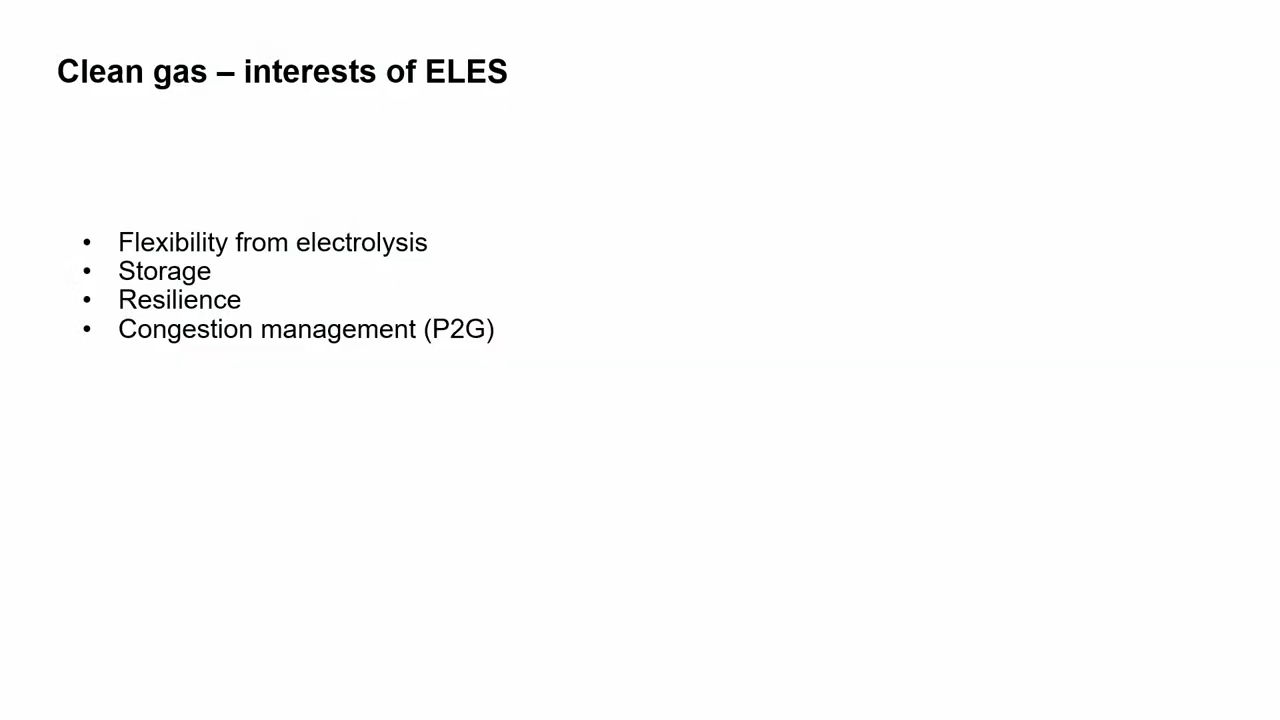 Clean gas – interests of ELES
• Flexibility from electrolysis
• Storage
• Resilience
• Congestion management (P2G)